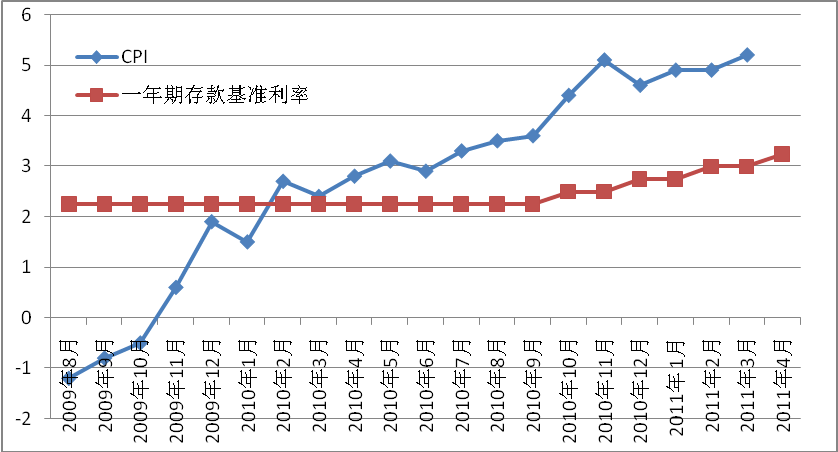 6
5
4
3
2
1
0
-1
-2
CPI
一年期存款基准利率
2009年8月
2009年9月
2009年10月
2009年11月
2009年12月
2010年1月
2010年2月
2010年3月
2010年4月
2010年5月
2010年6月
2010年7月
2010年8月
2010年9月
2010年10月
2010年11月
2010年12月
2011年1月
2011年2月
2011年3月
2011年4月